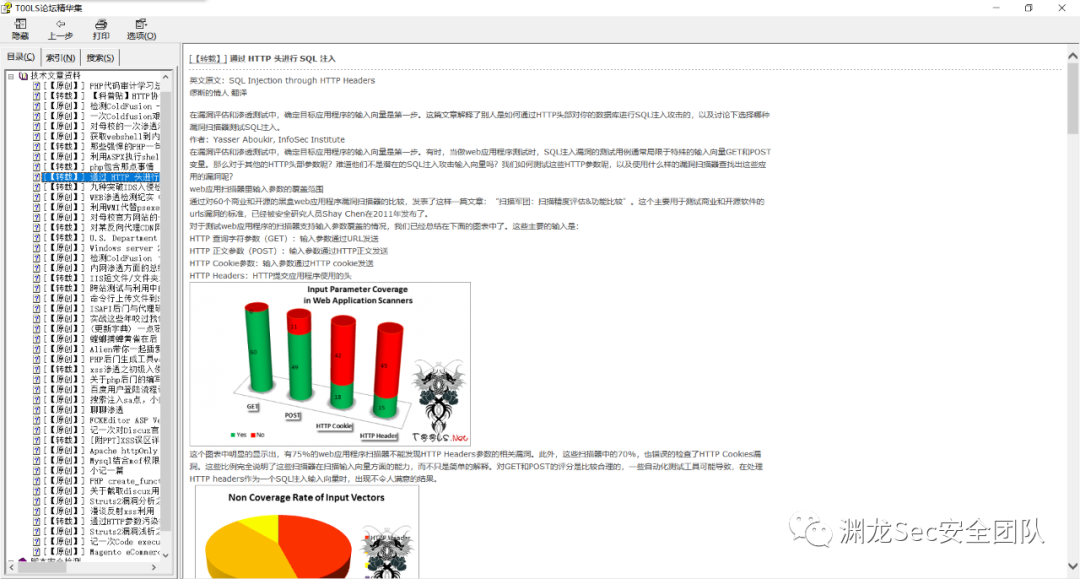 TOOLS论坛精华集
隐藏 上一步 打印 选项(O)
目录(C) 索引(N) 搜索(S)
技术文章资料
[【原创】] PHP代码审计学习
[【转载】] 【科普贴】HTTP协
[【原创】] 检测ColdFusion
[【原创】] 一次Coldfusion
[【原创】] 对母校的一次渗透
[【原创】] 获取webshell到内
[【原创】] 那些强悍的PHP一
[【原创】] 利用ASPX执行shel
[【转载】] php包含那点事情
[【转载】] 通过 HTTP 头进行
[【转载】] 九种突破IDS入侵检
[【原创】] WEB渗透检测纪实
[【原创】] 利用WMI代替psexe
[【原创】] 对母校官方网站的
[【原创】] 对某反向代理CDN
[【转载】] U.S. Department
[【原创】] Windows server
[【原创】] 检测ColdFusion
[【原创】] 内网渗透方面的总
[【转载】] IIS短文件/文件夹
[【转载】] 跨站测试与利用中
[【原创】] 命令行上传文件到
[【原创】] ISAPI后门与代理
[【原创】] 实战这些年咬过我
[【原创】] (更新字典) 一点
[【原创】] 螳螂捕蝉黄雀在后
[【原创】] Alien带你一起插
[【原创】] PHP后门生成工具w
[【转载】] xss渗透之初级入
[【原创】] 关于php后门的编写
[【原创】] 百度用户登陆流程
[【原创】] 搜索注入sa点，小
[【原创】] 聊聊渗透
[【原创】] FCKEditor ASP Ve
[【原创】] 记一次对Discuz官
[【转载】] [附PPT]XSS误区详
[【原创】] Apache httpOnly
[【原创】] Mysql结合mof权限
[【原创】] 小记一篇
[【原创】] PHP create_funct
[【原创】] 关于截取discuz用
[【原创】] Struts2漏洞分析
[【原创】] 漫谈反射xss利用
[【转载】] 通过HTTP参数污染
[【原创】] Struts2漏洞浅析
[【原创】] 记一次Code execu
[【原创】] Magento eCommerc
[【转载】] 通过 HTTP 头进行 SQL 注入
英文原文：SQL Injection through HTTP Headers
翻译
在漏洞评估和渗透测试中，确定目标应用程序的输入向量是第一步。这篇文章解释了别人是如何通过HTTP头部对你的数据库进行SQL注入攻击的，以及讨论下选择哪种
漏洞扫描器测试SQL注入。
作者：Yasser Aboukir, InfoSec Institute
在漏洞评估和渗透测试中，确定目标应用程序的输入向量是第一步。有时，当做web应用程序测试时，SQL注入漏洞的测试用例通常局限于特殊的输入向量GET和POST
变量。那么对于其他的HTTP头部参数呢？难道他们不是潜在的SQL注入攻击输入向量吗？我们如何测试这些HTTP参数呢，以及使用什么样的漏洞扫描器查找出这些应
用的漏洞呢？
web应用扫描器里输入参数的覆盖范围
通过对60个商业和开源的黑盒web应用程序漏洞扫描器的比较，发表了这样一篇文章：“扫描军团：扫描精度评估&功能比较”。这个主要用于测试商业和开源软件的
urls漏洞的标准，已经被安全研究人员Shay Chen在2011年发布了。
对于测试web应用程序的扫描器支持输入参数覆盖的情况，我们已经总结在下面的图表中了。这些主要的输入是：
HTTP 查询字符参数（GET）：输入参数通过URL发送
HTTP 正文参数（POST）：输入参数通过HTTP正文发送
HTTP Cookie参数：输入参数通过HTTP cookie发送
HTTP Headers：HTTP提交应用程序使用的头
Input Parameter Coverage
in Web Application Scanners
60 11 49 42 18 45 15
GET POST HTTP Cookie HTTP Header
Yes No
T00LS.Net
这个图表中明显的显示出，有75%的web应用程序扫描器不能发现HTTP Headers参数的相关漏洞。此外，这些扫描器中的70%，也错误的检查了HTTP Cookies漏
洞。这些比例完全说明了这些扫描器在扫描输入向量方面的能力，而不只是简单的解释。对GET和POST的评分是比较合理的，一些自动化测试工具可能导致，在处理
HTTP headers作为一个SQL注入输入向量时，出现不令人满意的结果。
Non Coverage Rate of Input Vectors
HTTP Header
渊龙Sec安全团队